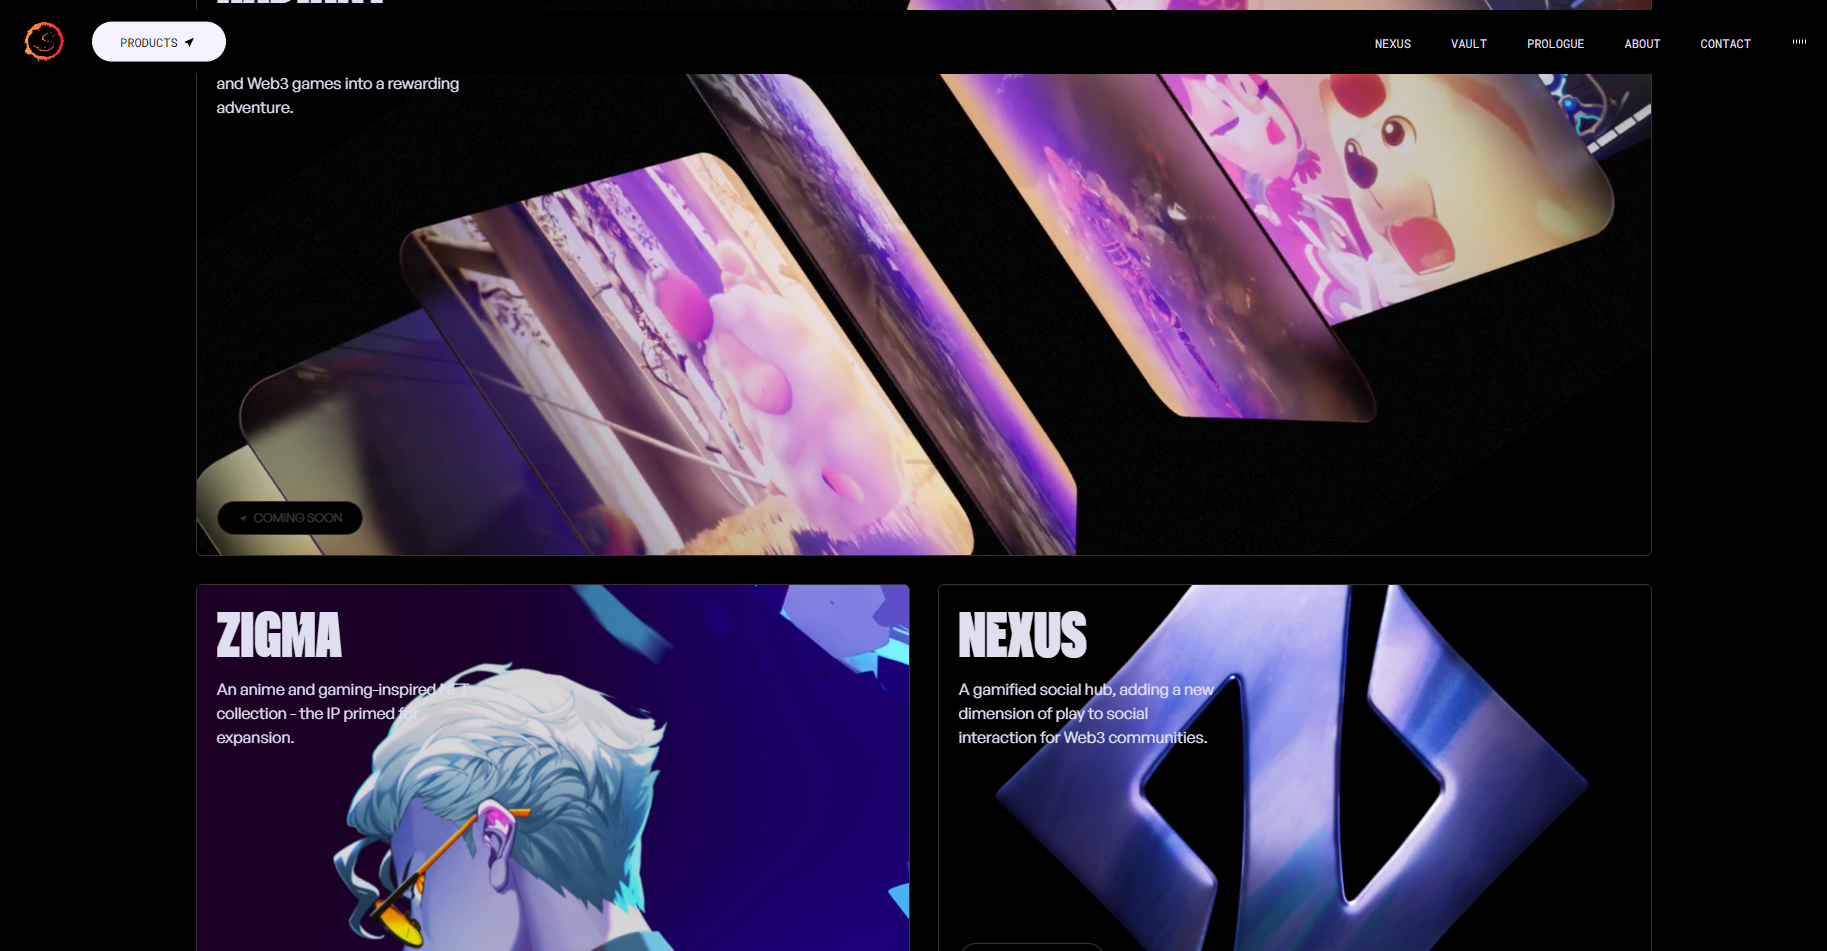 PRODUCTS
NEXUS
VAULT
PROLOGUE
ABOUT
CONTACT
and Web3 games into a rewarding
adventure.
COMING SOON
ZIGMA
An anime and gaming-inspired NFT
collection - the IP primed for
expansion.
NEXUS
A gamified social hub, adding a new
dimension of play to social
interaction for Web3 communities.